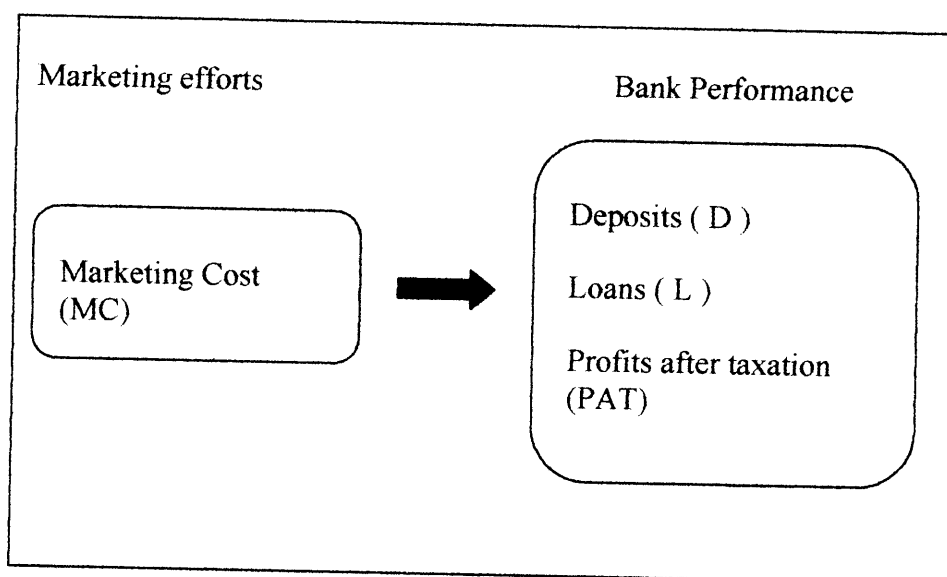 Marketing efforts
Bank Performance
Marketing Cost
(MC)
Deposits ( D )
Loans ( L )
Profits after taxation
(PAT)